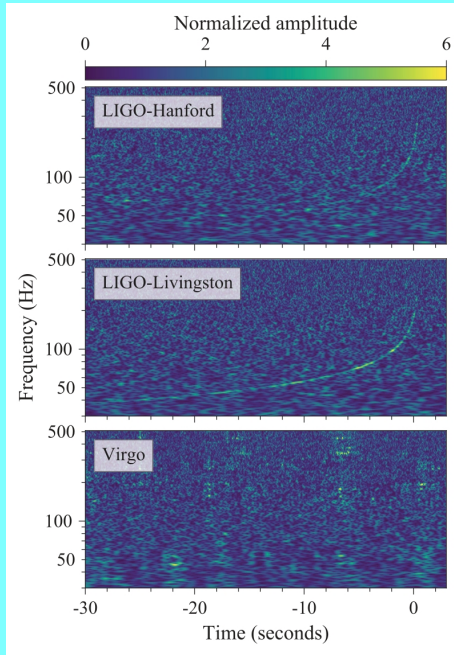 Normalized amplitude
0 2 4 6
500
LIGO-Hanford
100
50
500
LIGO-Livingston
Frequency (Hz)
100
50
500
Virgo
100
50
-30 -20 -10 0
Time (seconds)